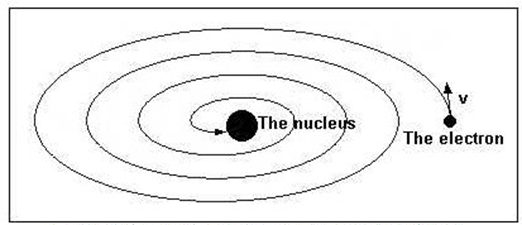 v
The nucleus
The electron